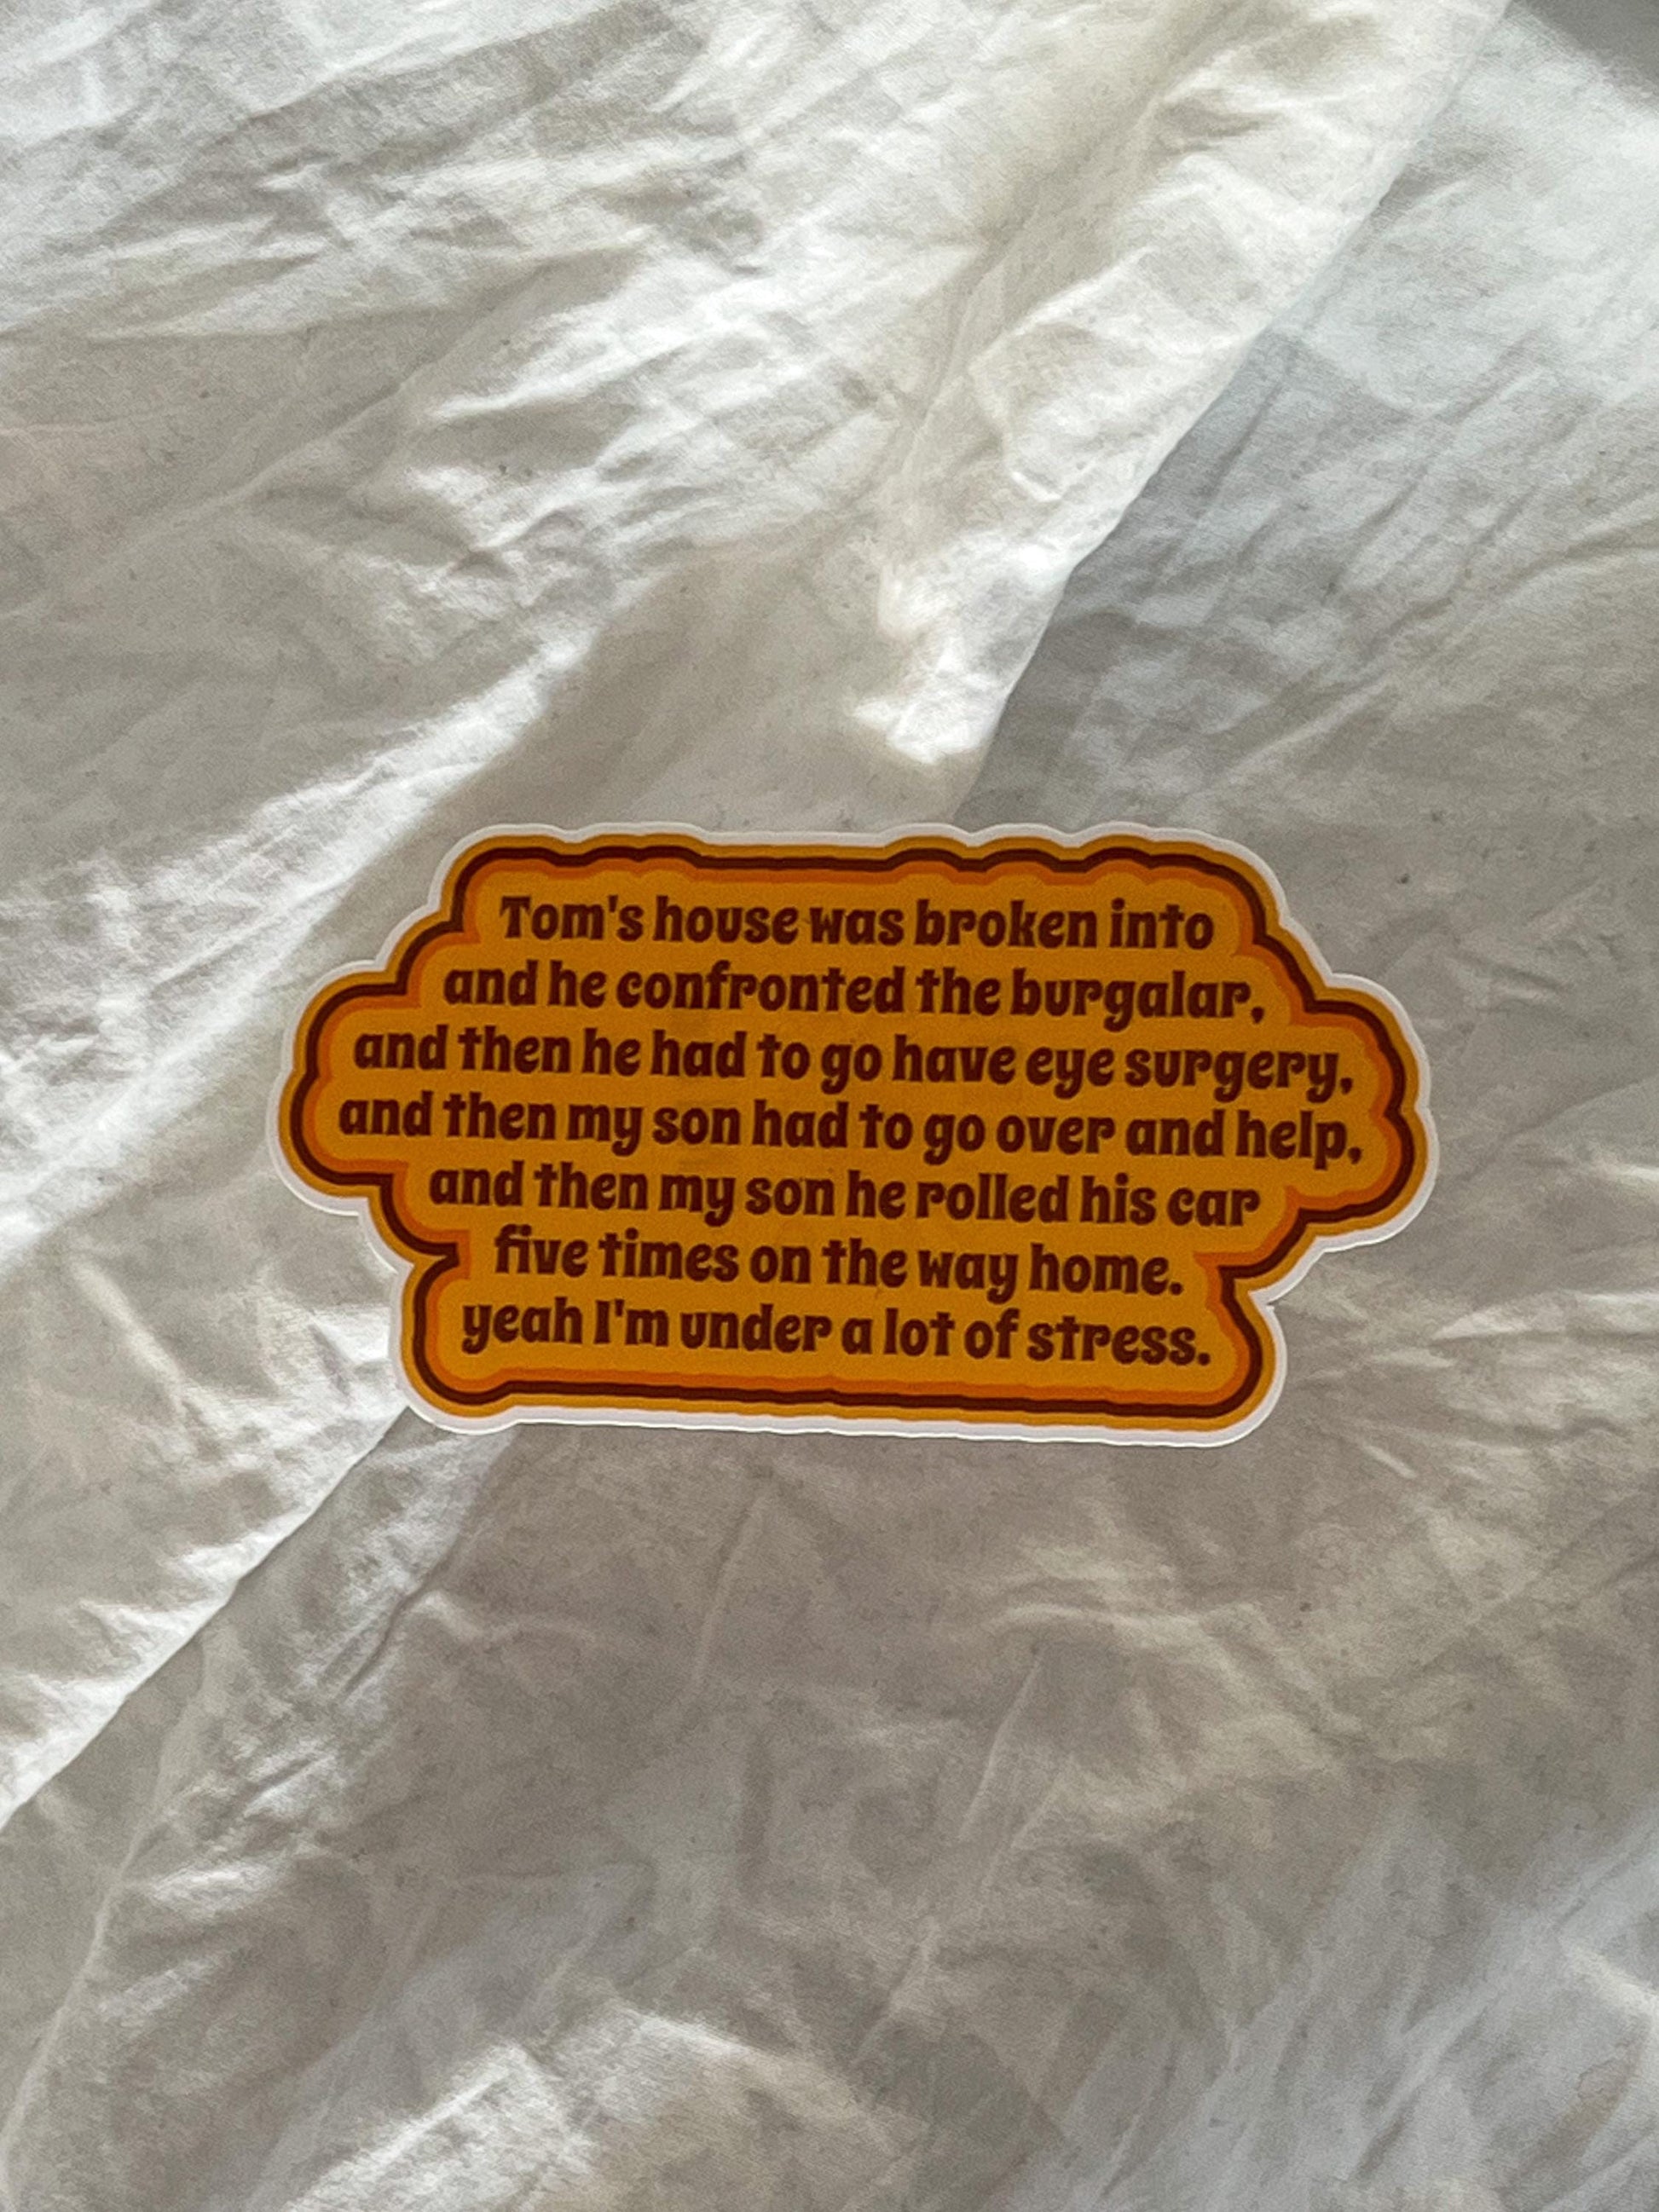 Tom's house was broken into
and he confronted the burgalar,
and then he had to go have eye surgery,
and then my son had to go over and help,
and then my son he rolled his car
five times on the way home.
yeah I'm under a lot of stress.